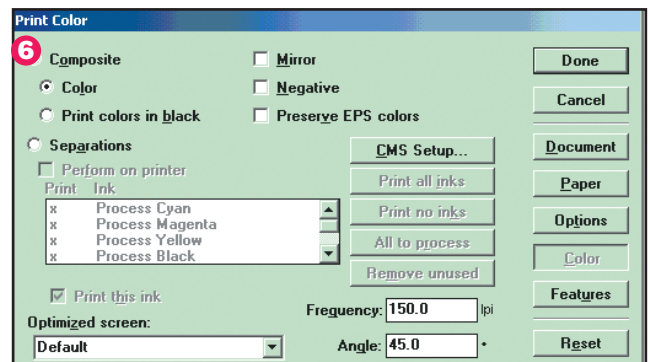 Print Color
6
Composite
Mirror
Done
Color
Negative
Cancel
Print colors in black
Preserve EPS colors
Separations
CMS Setup...
Document
Perform on printer
Print all inks
Paper
Print Ink
x Process Cyan
x Process Magenta
x Process Yellow
x Process Black
Print no inks
Options
All to process
Color
Remove unused
Print this ink
Frequency: 150.0 lpi
Features
Optimized screen:
Default
Angle: 45.0 °
Reset